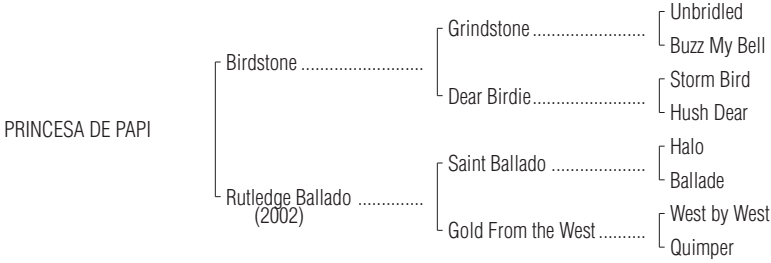 Unbridled
Grindstone..........................
Buzz My Bell
Birdstone ............................
Storm Bird
Dear Birdie..........................
Hush Dear
PRINCESA DE PAPI
Halo
Saint Ballado .....................
Ballade
Rutledge Ballado ...............
(2002)
West by West
Gold From the West...........
Quimper